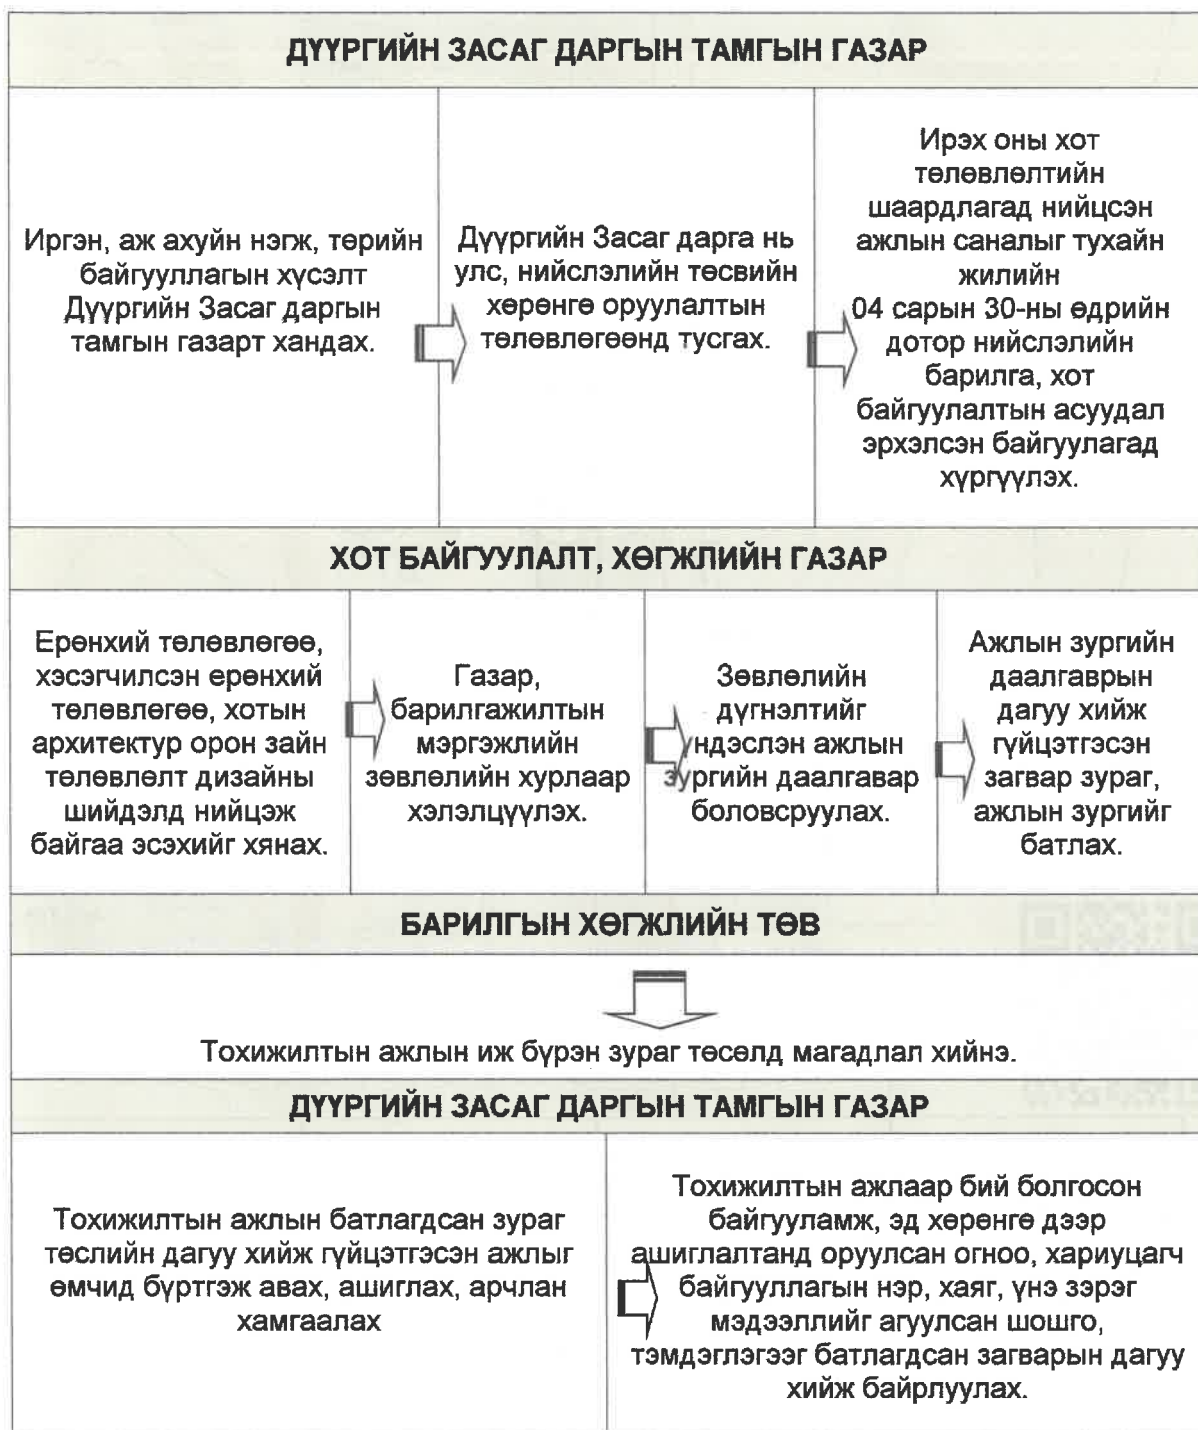 ДҮҮРГИЙН ЗАСАГ ДАРГЫН ТАМГЫН ГАЗАР
Иргэн, аж ахуйн нэгж, төрийн
байгууллагын хүсэлт
Дүүргийн Засаг даргын
тамгын газарт хандах.
Дүүргийн Засаг дарга нь
улс, нийслэлийн төсвийн
хөрөнгө оруулалтын
төлөвлөгөөнд тусгах.
Ирэх оны хот
төлөвлөлтийн
шаардлагад нийцсэн
ажлын саналыг тухайн
жилийн
04 сарын 30-ны өдрийн
дотор нийслэлийн
барилга, хот
байгуулалтын асуудал
эрхэлсэн байгуулагад
хүргүүлэх.
ХОТ БАЙГУУЛАЛТ, ХӨГЖЛИЙН ГАЗАР
Ерөнхий төлөвлөгөө,
хэсэгчилсэн ерөнхий
төлөвлөгөө, хотын
архитектур орон зайн
төлөвлөлт дизайны
шийдэлд нийцэж
байгаа эсэхийг хянах.
Газар,
барилгажилтын
мэргэжлийн
зөвлөлийн хурлаар
хэлэлцүүлэх.
Зөвлөлийн
дүгнэлтийг
үндэслэн ажлын
зургийн даалгавар
боловсруулах.
Ажлын зургийн
даалгаврын
дагуу хийж
гүйцэтгэсэн
загвар зураг,
ажлын зургийг
батлах.
БАРИЛГЫН ХӨГЖЛИЙН ТӨВ
Тохижилтын ажлын иж бүрэн зураг төсөлд магадлал хийнэ.
ДҮҮРГИЙН ЗАСАГ ДАРГЫН ТАМГЫН ГАЗАР
Тохижилтын ажлын батлагдсан зураг
төслийн дагуу хийж гүйцэтгэсэн ажлыг
өмчид бүртгэж авах, ашиглах, арчлан
хамгаалах
Тохижилтын ажлаар бий болгосон
байгууламж, эд хөрөнгө дээр
ашиглалтанд оруулсан огноо, хариуцагч
байгууллагын нэр, хаяг, үнэ зэрэг
мэдээллийг агуулсан шошго,
тэмдэглэгээг батлагдсан загварын дагуу
хийж байрлуулах.